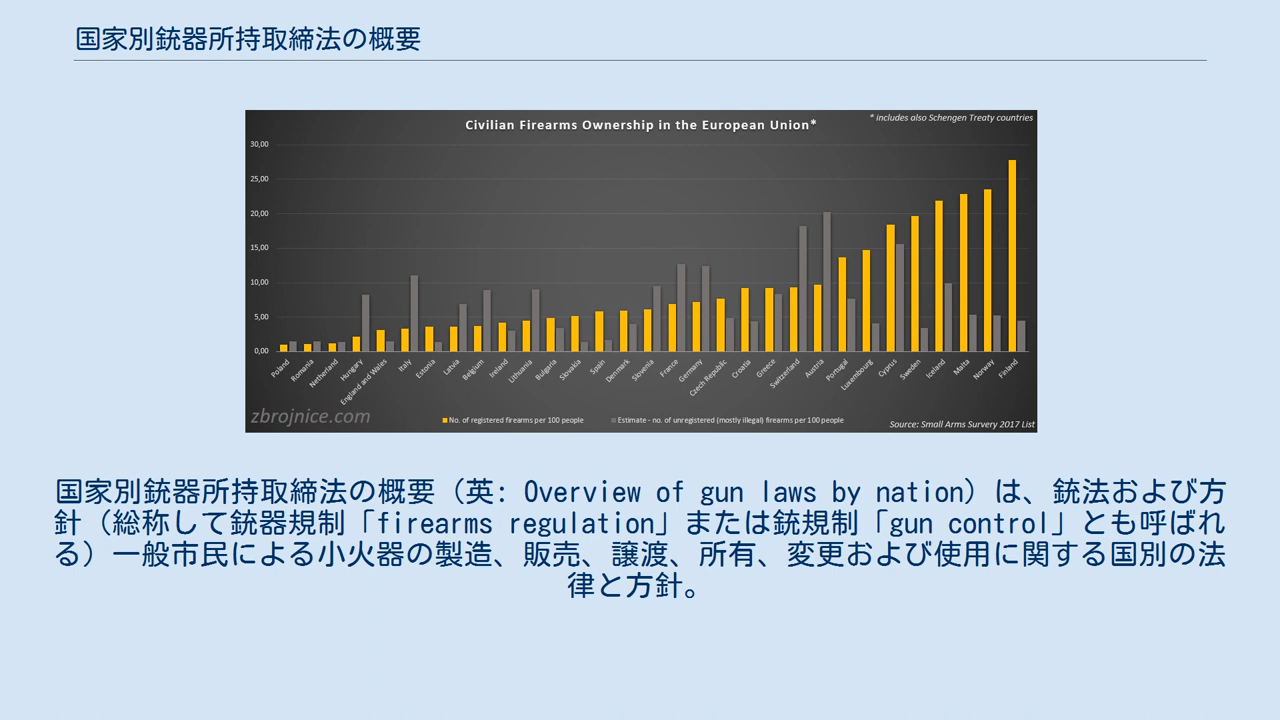 国家別銃器所持取締法の概要
Civilian Firearms Ownership in the European Union*
* includes also Schengen Treaty countries
30,00
25,00
20,00
15,00
10,00
5,00
0,00
Poland
Romania
Netherland
Hungary
England and Wales
Italy
Estonia
Latvia
Belgium
Ireland
Lithuania
Bulgaria
Slovakia
Spain
Denmark
Slovenia
France
Germany
Czech Republic
Croatia
Greece
Switzerland
Austria
Portugal
Luxembourg
Cyprus
Sweden
Iceland
Malta
Norway
Finland
zbrojnice.com
No. of registered firearms per 100 people
Estimate - no. of unregistered (mostly illegal) firearms per 100 people
Source: Small Arms Survery 2017 List
国家別銃器所持取締法の概要（英: Overview of gun laws by nation）は、銃法および方
針（総称して銃器規制「firearms regulation」または銃規制「gun control」とも呼ばれ
る）一般市民による小火器の製造、販売、譲渡、所有、変更および使用に関する国別の法
律と方針。